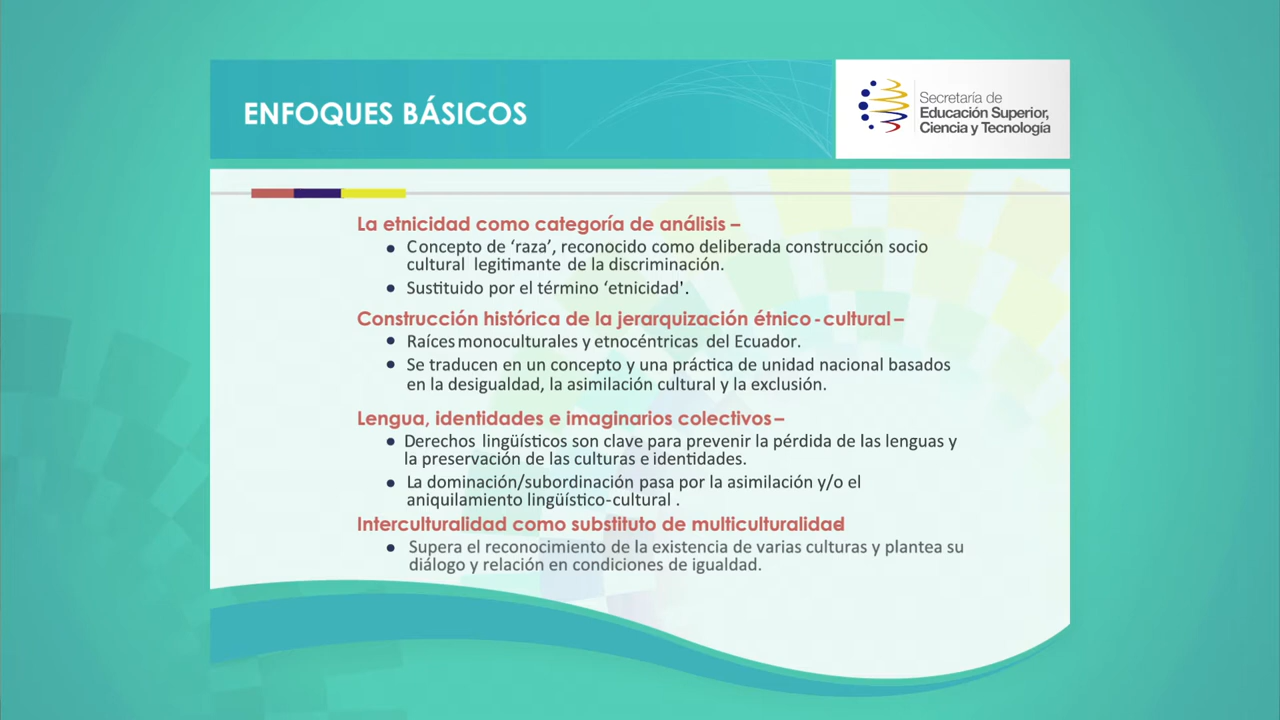 ENFOQUES BÁSICOS
Secretaría de
Educación Superior,
Ciencia y Tecnología
La etnicidad como categoría de análisis –
• Concepto de ‘raza’, reconocido como deliberada construcción socio
cultural legitimante de la discriminación.
• Sustituido por el término ‘etnicidad'.
Construcción histórica de la jerarquización étnico-cultural –
• Raíces monoculturales y etnocéntricas del Ecuador.
• Se traducen en un concepto y una práctica de unidad nacional basados
en la desigualdad, la asimilación cultural y la exclusión.
Lengua, identidades e imaginarios colectivos –
• Derechos lingüísticos son clave para prevenir la pérdida de las lenguas y
la preservación de las culturas e identidades.
• La dominación/subordinación pasa por la asimilación y/o el
aniquilamiento lingüístico-cultural .
Interculturalidad como substituto de multiculturalidad
• Supera el reconocimiento de la existencia de varias culturas y plantea su
diálogo y relación en condiciones de igualdad.